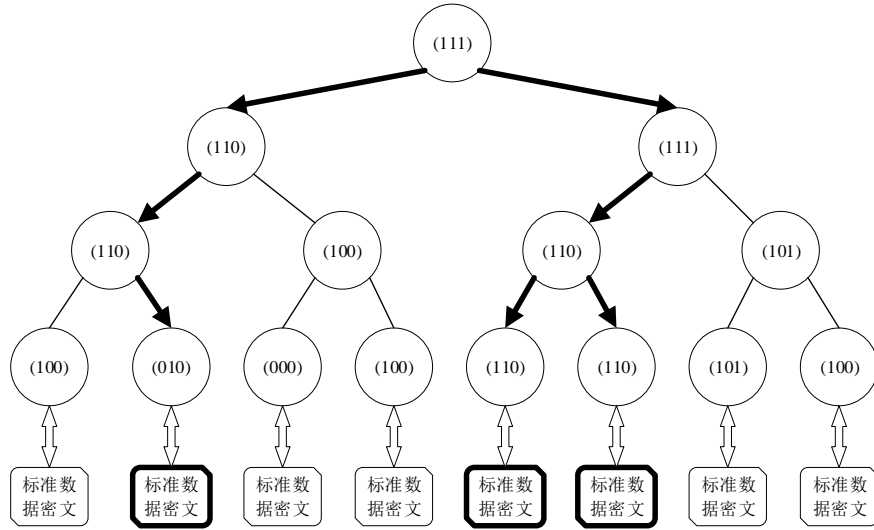 (111)
(110)
(111)
(110)
(100)
(110)
(101)
(100)
(010)
(000)
(100)
(110)
(110)
(101)
(100)
标准数
据密文
标准数
据密文
标准数
据密文
标准数
据密文
标准数
据密文
标准数
据密文
标准数
据密文
标准数
据密文